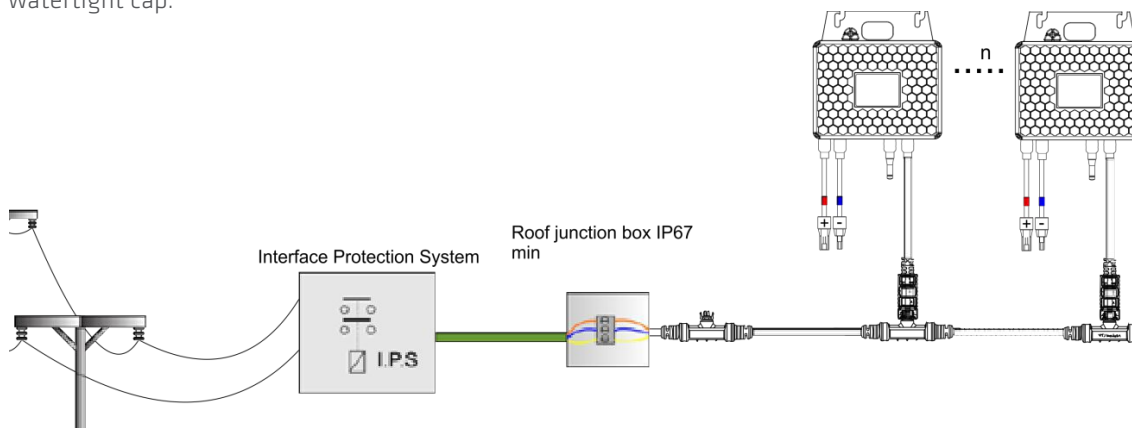 watertight cap.
n
.....
Roof junction box IP67
min
Interface Protection System
I.P.S
+ -
+ -